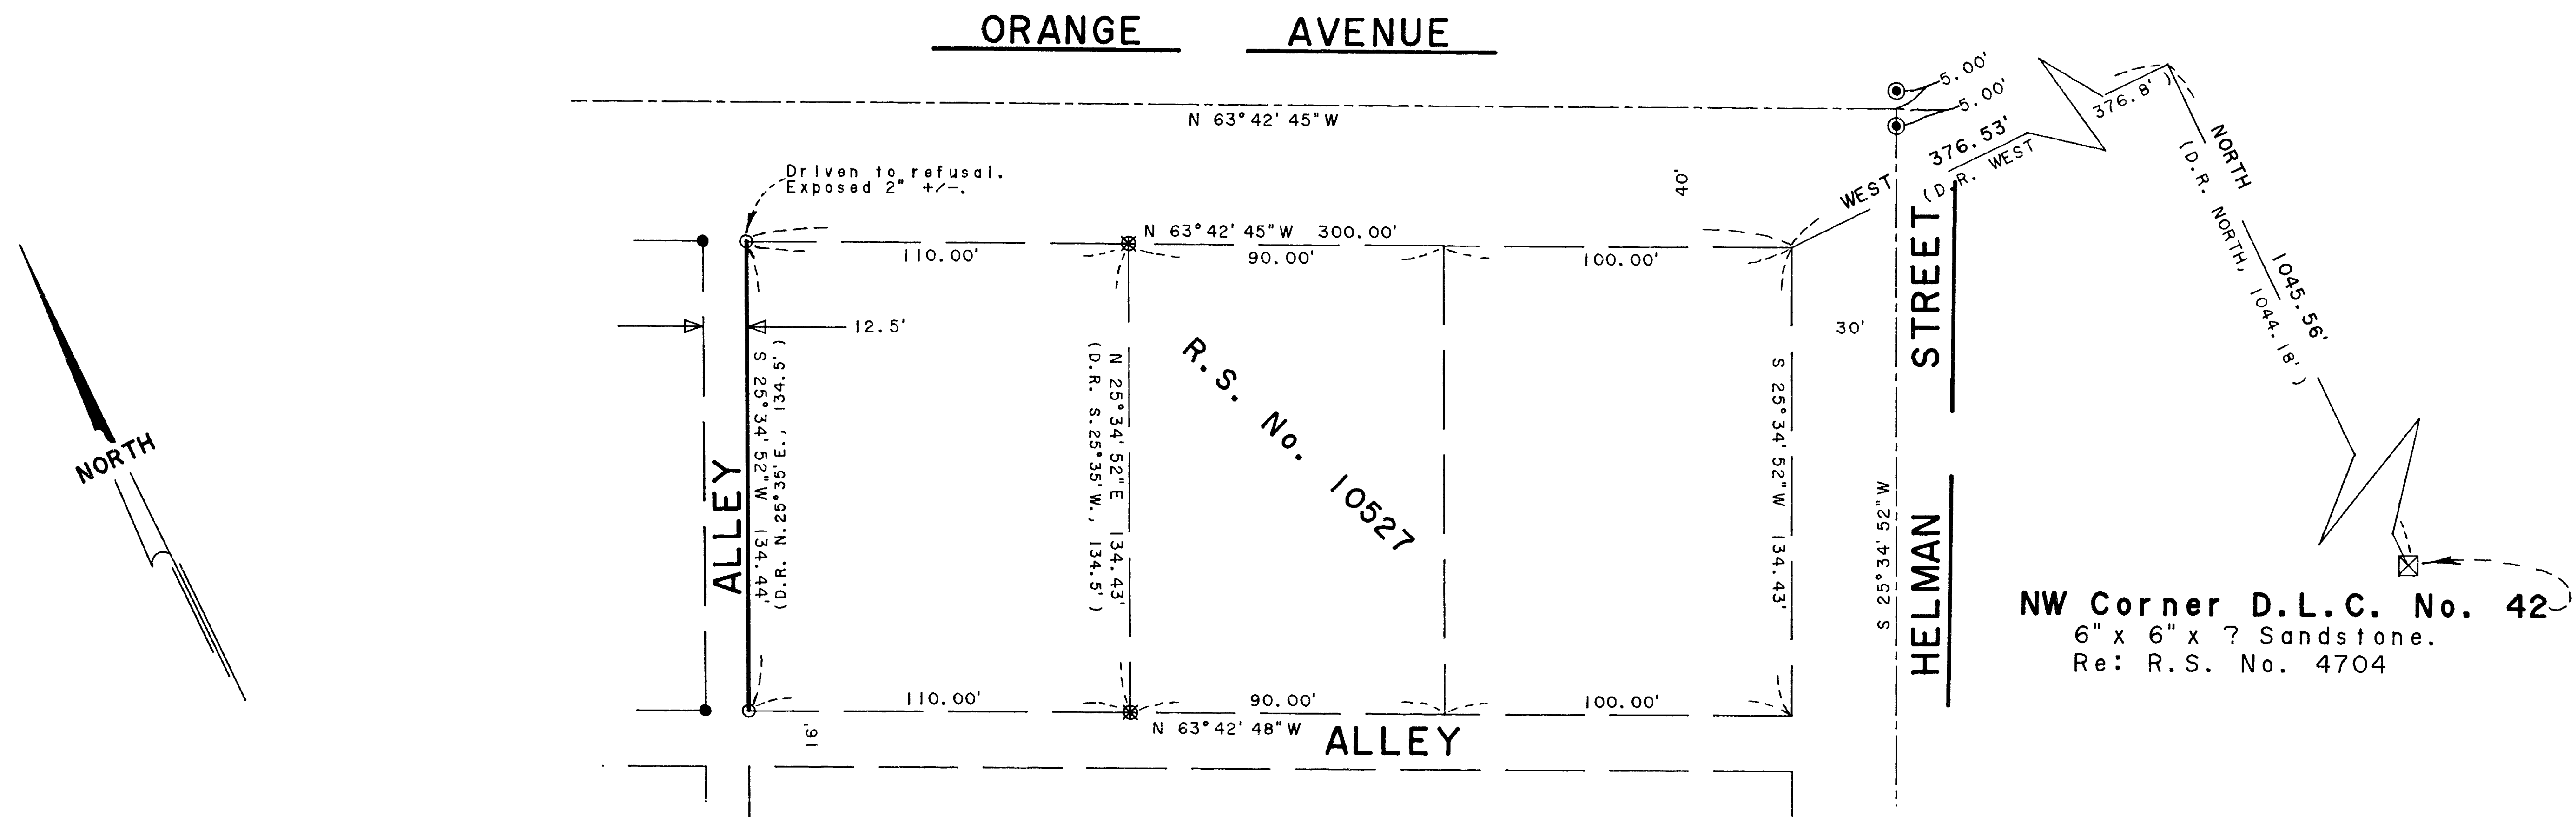 ORANGE AVENUE
N 63°42'45"W
5.00'
5.00'
376.8'
376.53'
WEST
(D.R. WEST
)
NORTH 1045.56'
(D.R. NORTH, 1044.18')
Driven to refusal.
Exposed 2" +/-.
40'
N 63°42'45"W 300.00'
110.00'
90.00'
100.00'
12.5'
30'
S 25°34'52"W 134.44'
(D.R. N.25°35'E., 134.5')
N 25°34'52"E 134.43'
(D.R. S.25°35'W., 134.5')
R.S. No. 10527
S 25°34'52"W 134.43'
S 25°34'52"W
HELMAN STREET
ALLEY
NORTH
110.00'
90.00'
100.00'
N 63°42'48"W
16'
ALLEY
NW Corner D.L.C. No. 42
6"x 6"x ? Sandstone.
Re: R.S. No. 4704